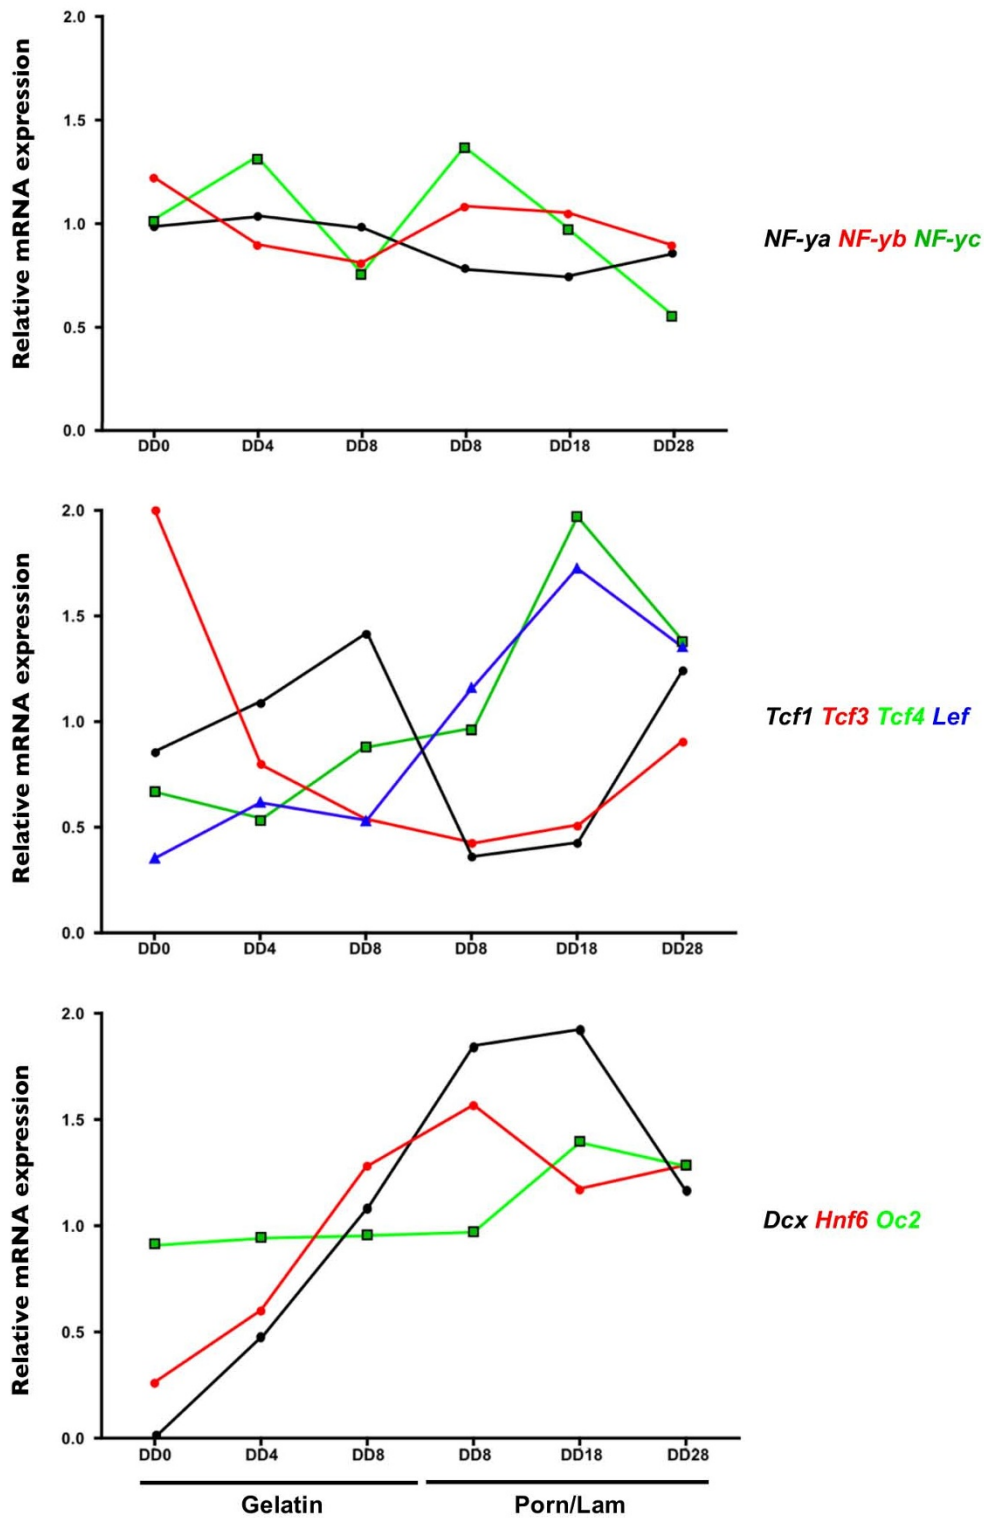 Relative mRNA expression
2.0
1.5
1.0
0.5
0.0
DD0 DD4 DD8 DD8 DD18 DD28
NF-ya NF-yb NF-yc
Relative mRNA expression
2.0
1.5
1.0
0.5
0.0
DD0 DD4 DD8 DD8 DD18 DD28
Tcf1 Tcf3 Tcf4 Lef
Relative mRNA expression
2.0
1.5
1.0
0.5
0.0
DD0 DD4 DD8 DD8 DD18 DD28
Dcx Hnf6 Oc2
Gelatin Porn/Lam